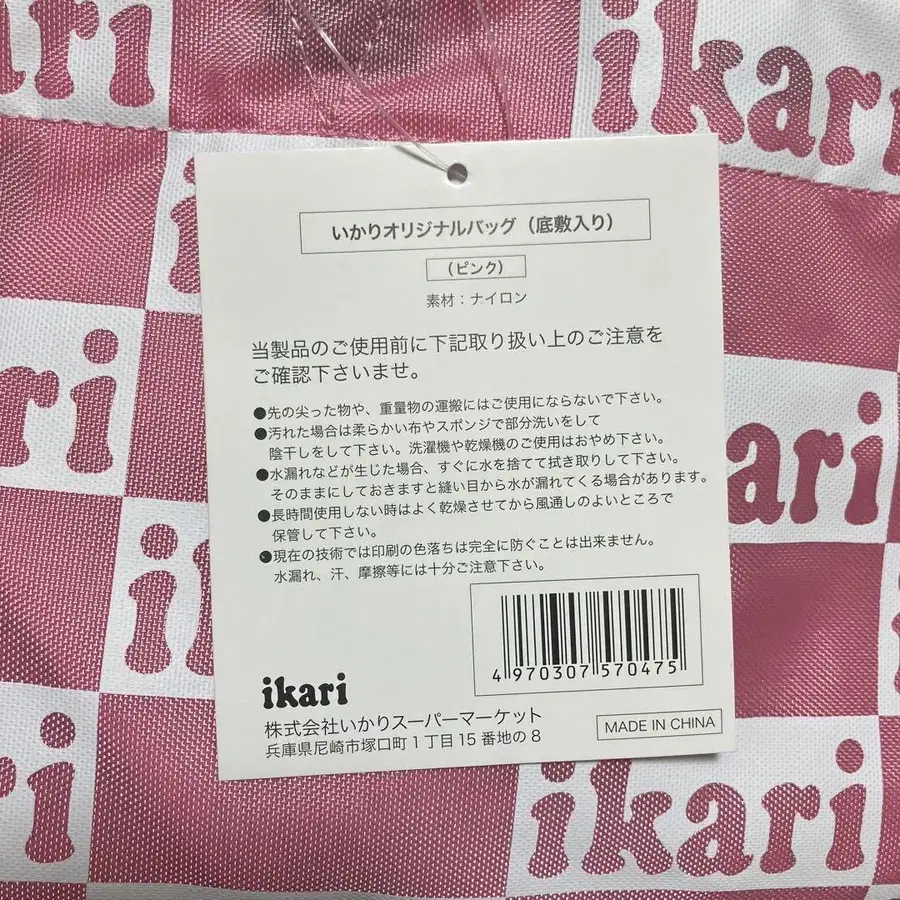 ikari
いかりオリジナルバッグ（底敷入り）
（ピンク）
素材：ナイロン
当製品のご使用前に下記取り扱い上のご注意を
ご確認下さいませ。
●先の尖った物や、重量物の運搬にはご使用にならないで下さい。
●汚れた場合は柔らかい布やスポンジで部分洗いをして
陰干しをして下さい。洗濯機や乾燥機のご使用はおやめ下さい。
●水漏れなどが生じた場合、すぐに水を捨てて拭き取りして下さい。
そのままにしておきますと縫い目から水が漏れてくる場合があります。
●長時間使用しない時はよく乾燥させてから風通しのよいところで
保管して下さい。
●現在の技術では印刷の色落ちは完全に防ぐことは出来ません。
水漏れ、汗、摩擦等には十分ご注意下さい。
4 970307 570475
ikari
株式会社いかりスーパーマーケット
兵庫県尼崎市塚口町1丁目15番地の8
MADE IN CHINA
ikari